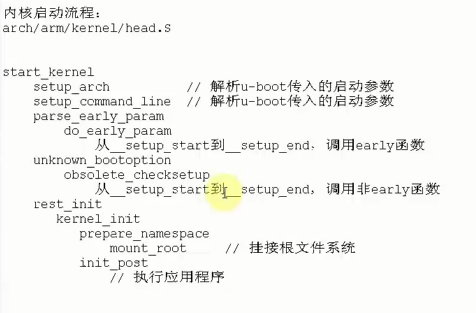 内核启动流程:
arch/arm/kernel/head.S
start_kernel
setup_arch // 解析u-boot传入的启动参数
setup_command_line // 解析u-boot传入的启动参数
parse_early_param
do_early_param
从__setup_start到__setup_end，调用early函数
unknown_bootoption
obsolete_checksetup
从__setup_start到__setup_end，调用非early函数
rest_init
kernel_init
prepare_namespace
mount_root // 挂接根文件系统
init_post
// 执行应用程序